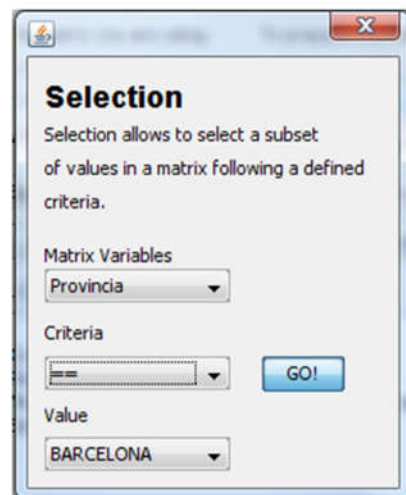 Selection
Selection allows to select a subset
of values in a matrix following a defined
criteria.
Matrix Variables
Provincia
Criteria
==
GO!
Value
BARCELONA